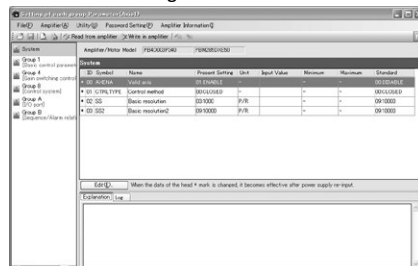 Setting of each group Parameter(Axis1)
File(F) Amplifier(A) Utility(U) Password Setting(P) Amplifier Information(I)
Read from amplifier Write in amplifier
System
Group 1
(Basic control parameter
Group 4
(Gain switching control
Group 8
(Control system)
Group A
(I/O port)
Group B
(Sequence/Alarm relati
Amplifier/Motor Model
System
ID Symbol Name Present Setting Unit Input Value Minimum Maximum Standard
00 AHENA Valid axis 01:ENABLE - - - 00:DISABLE
01 CTRLTYPE Control method 00:CLOSED - - - 00:CLOSED
02 SG Basic resolution 03:1000 P/R - - 09:10000
03 SG2 Basic resolution2 09:10000 P/R - - 09:10000
Edit(E)... When the data of the head * mark is changed, it becomes effective after power supply re-input.
Explanation Log